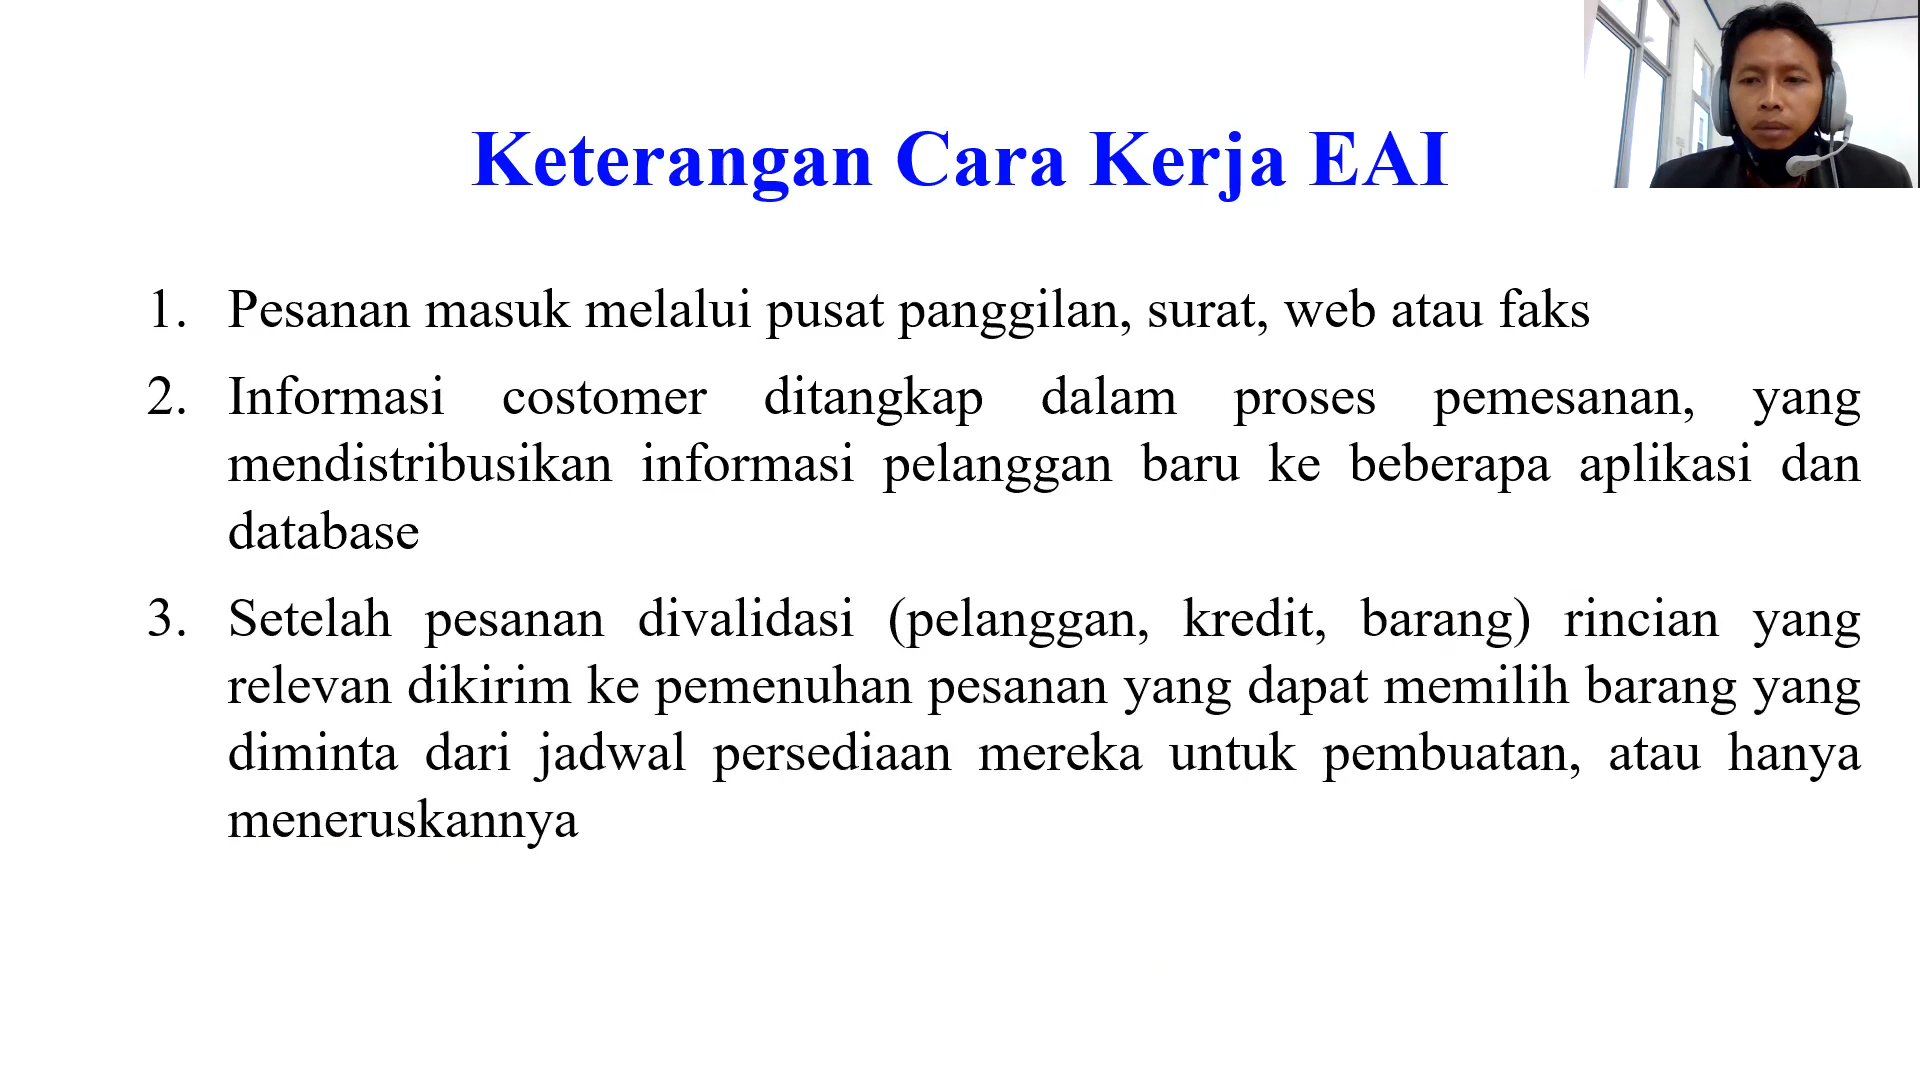 Keterangan Cara Kerja EAI
1. Pesanan masuk melalui pusat panggilan, surat, web atau faks
2. Informasi costomer ditangkap dalam proses pemesanan, yang
mendistribusikan informasi pelanggan baru ke beberapa aplikasi dan
database
3. Setelah pesanan divalidasi (pelanggan, kredit, barang) rincian yang
relevan dikirim ke pemenuhan pesanan yang dapat memilih barang yang
diminta dari jadwal persediaan mereka untuk pembuatan, atau hanya
meneruskannya